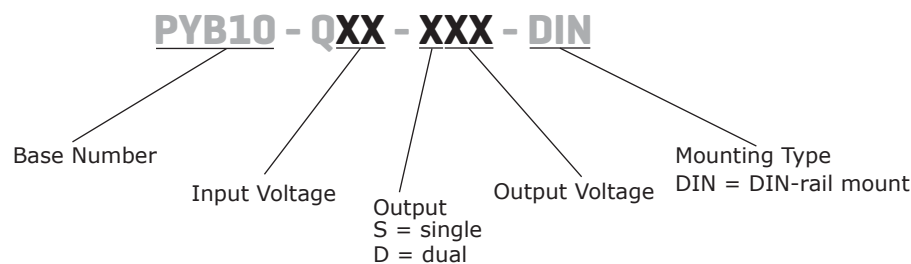 PYB10 - QXX - XXX - DIN
Base Number
Input Voltage
Output
S = single
D = dual
Output Voltage
Mounting Type
DIN = DIN-rail mount